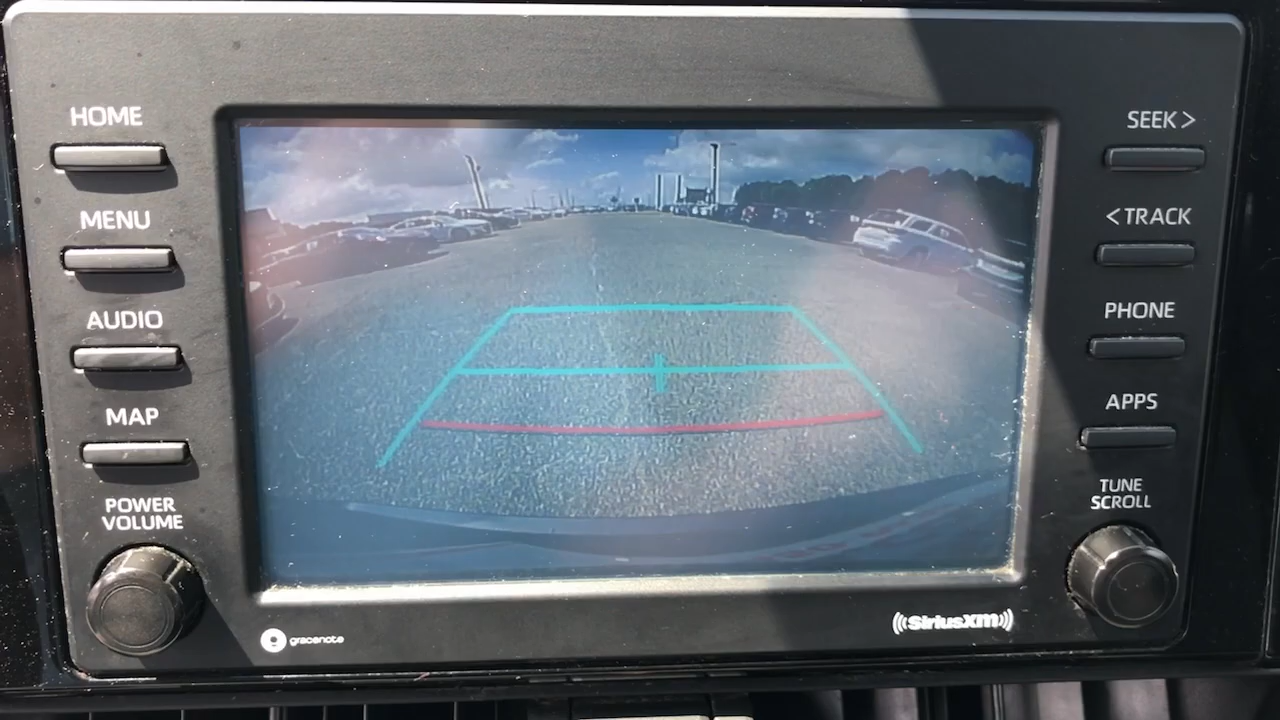 HOME
MENU
AUDIO
MAP
POWER
VOLUME
gracenote
SEEK >
< TRACK
PHONE
APPS
TUNE
SCROLL
((SiriusXM))